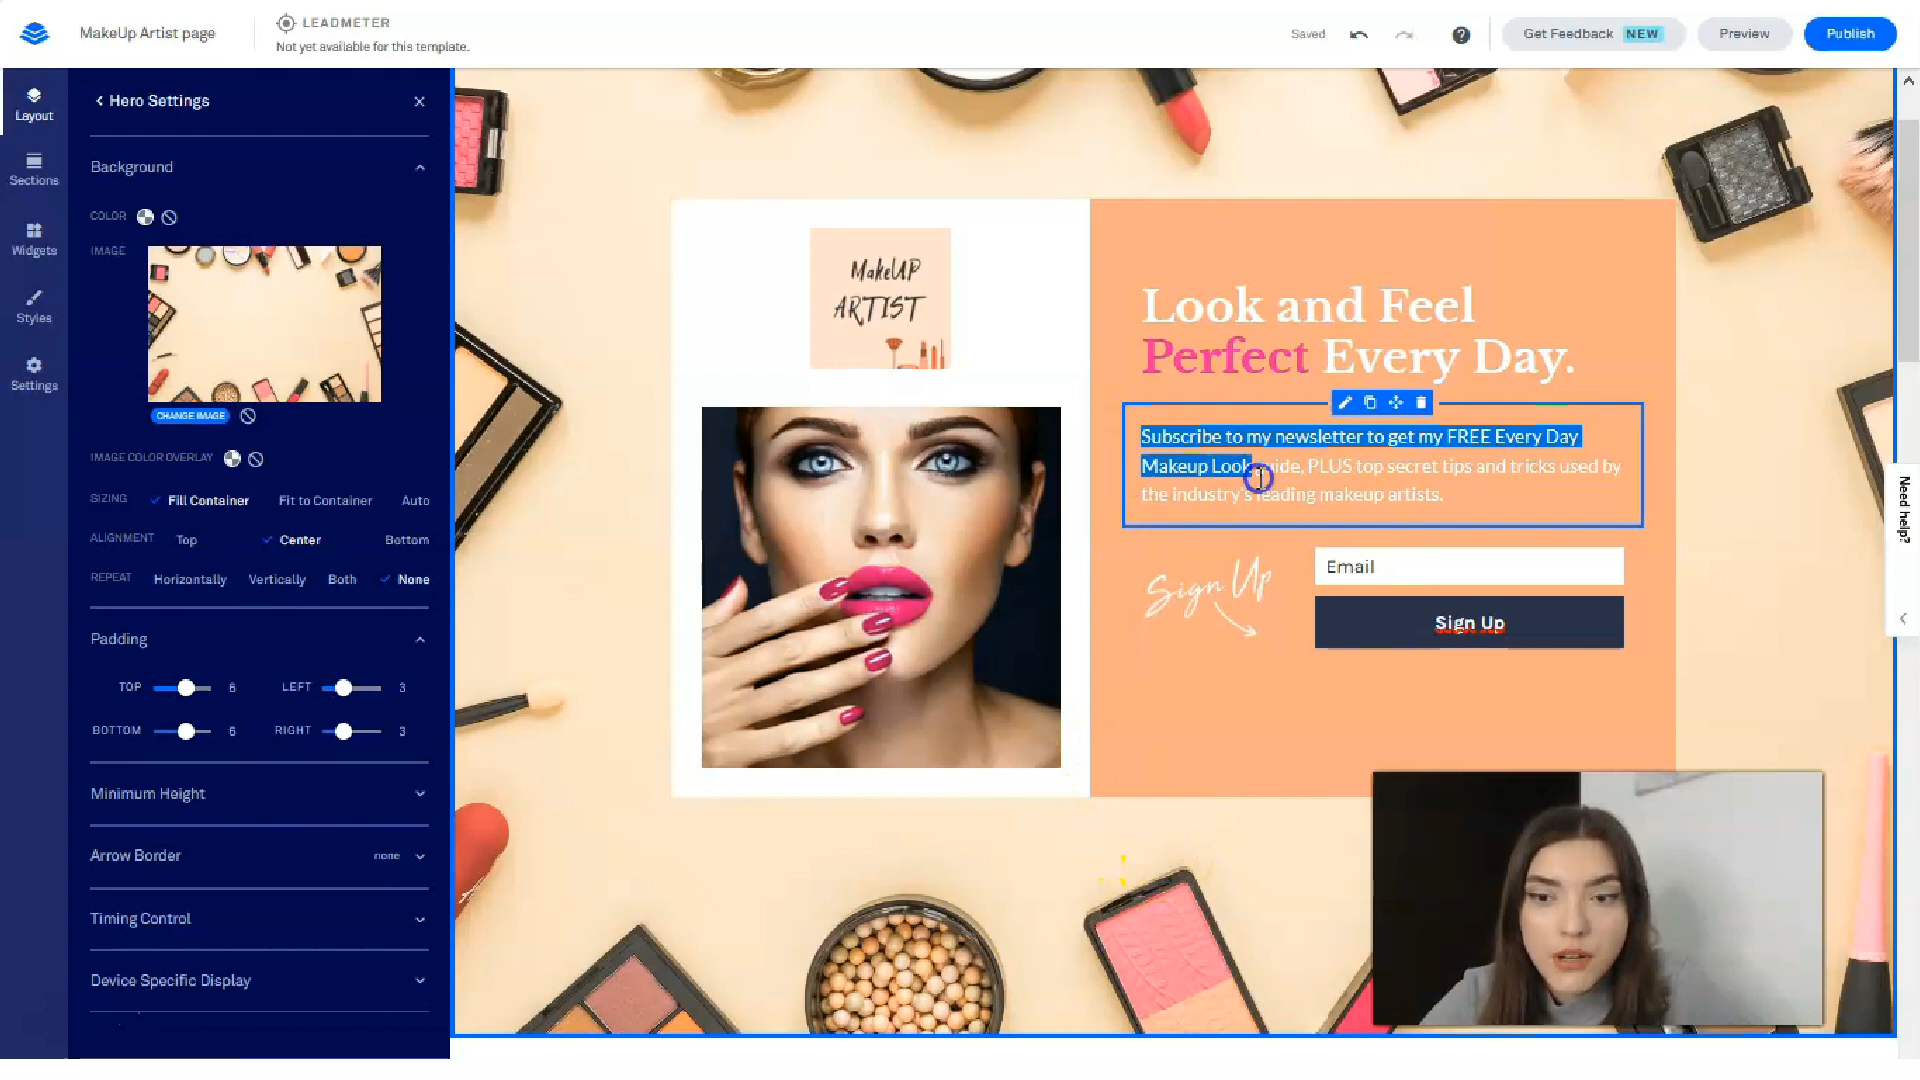 MakeUp Artist page
LEADMETER
Not yet available for this template.
Saved
Get Feedback NEW
Preview
Publish
Layout
Sections
Widgets
Styles
Settings
Hero Settings
Background
COLOR
IMAGE
CHANGE IMAGE
IMAGE COLOR OVERLAY
SIZING Fill Container Fit to Container Auto
ALIGNMENT Top Center Bottom
REPEAT Horizontally Vertically Both None
Padding
TOP 6 LEFT 3
BOTTOM 6 RIGHT 3
Minimum Height
Arrow Border none
Timing Control
Device Specific Display
MakeUP
ARTIST
Look and Feel
Perfect Every Day.
Subscribe to my newsletter to get my FREE Every Day
Makeup Look guide, PLUS top secret tips and tricks used by
the industry's leading makeup artists.
Sign Up
Email
Sign Up
Need help?